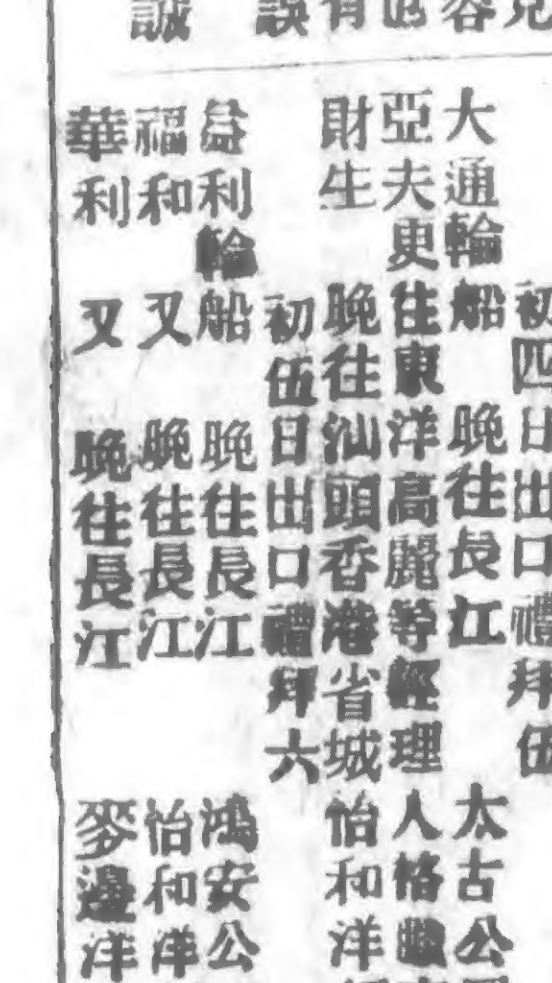 初四日出口禮拜伍
大通輪船 晚往長江 太古公
亞夫更往東洋高麗等經理人格
財生 晚往汕頭香港省城 怡和洋
初伍日出口禮拜六
益利輪船 晚往長江 鴻安公
福和 又 晚往長江 怡和洋
華利 又 晚往長江 麥邊洋